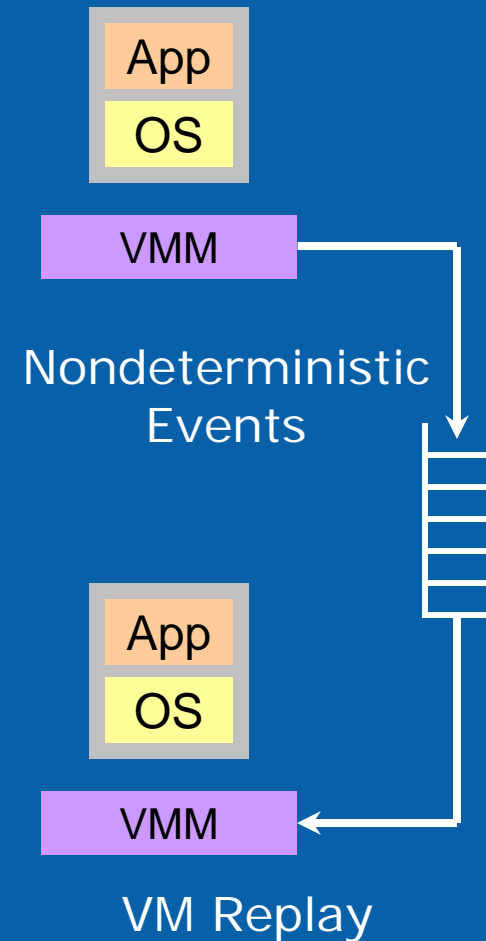 App
OS
VMM
Nondeterministic
Events
App
OS
VMM
VM Replay